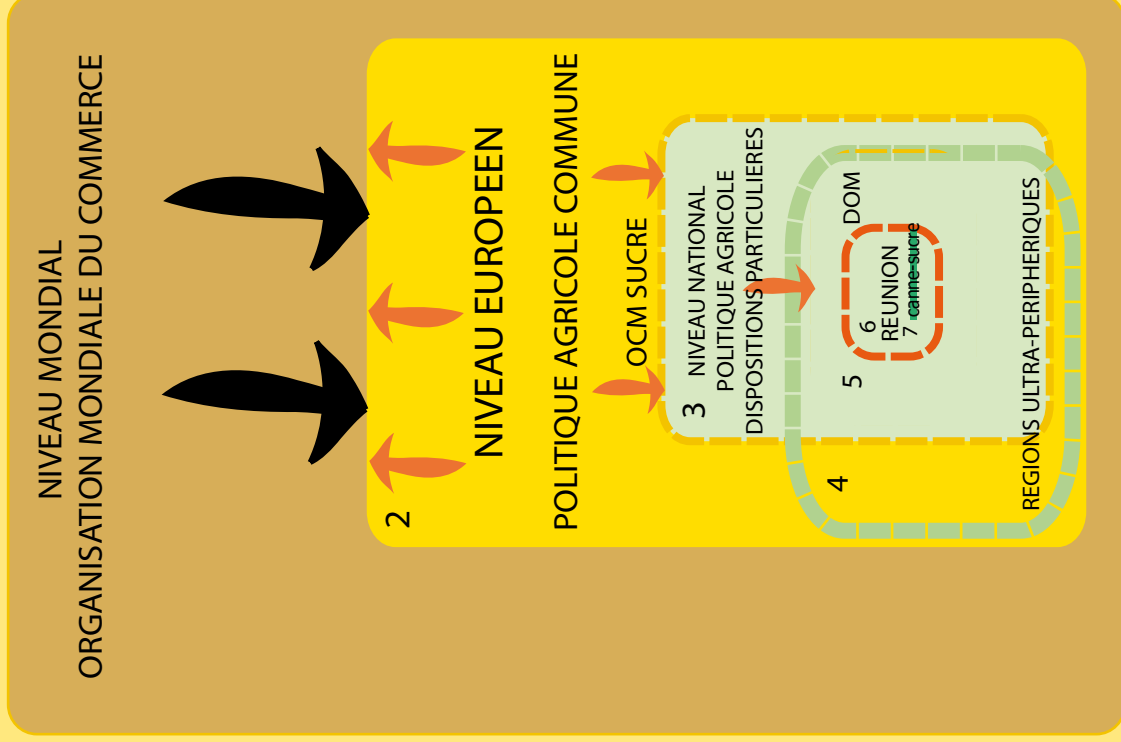 NIVEAU MONDIAL
ORGANISATION MONDIALE DU COMMERCE
2
NIVEAU EUROPEEN
POLITIQUE AGRICOLE COMMUNE
OCM SUCRE
3
NIVEAU NATIONAL
POLITIQUE AGRICOLE
DISPOSITIONS PARTICULIERES
4
5
DOM
6
REUNION
7 canne-sucre
REGIONS ULTRA-PERIPHERIQUES